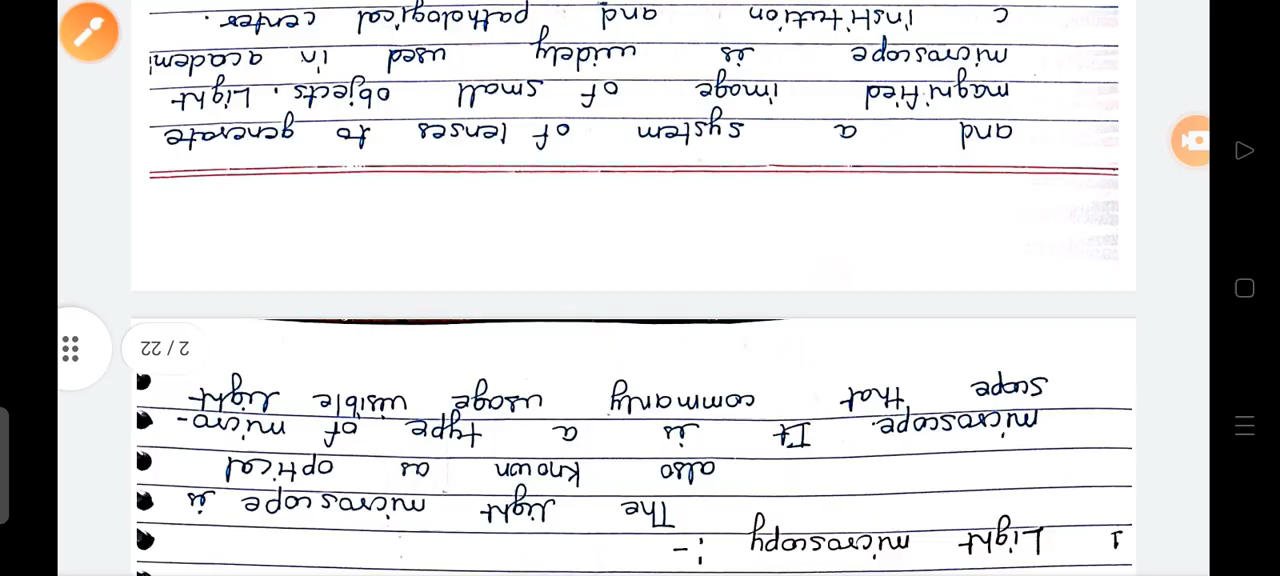 1 Light microscopy :-
The light microscope is
also known as optical
microscope. It is a type of micro-
scope that commanly usage visible light
2/22
and a system of lenses to generate
magnified image of small objects. Light
microscope is widely used in academi
c institution and pathological center.